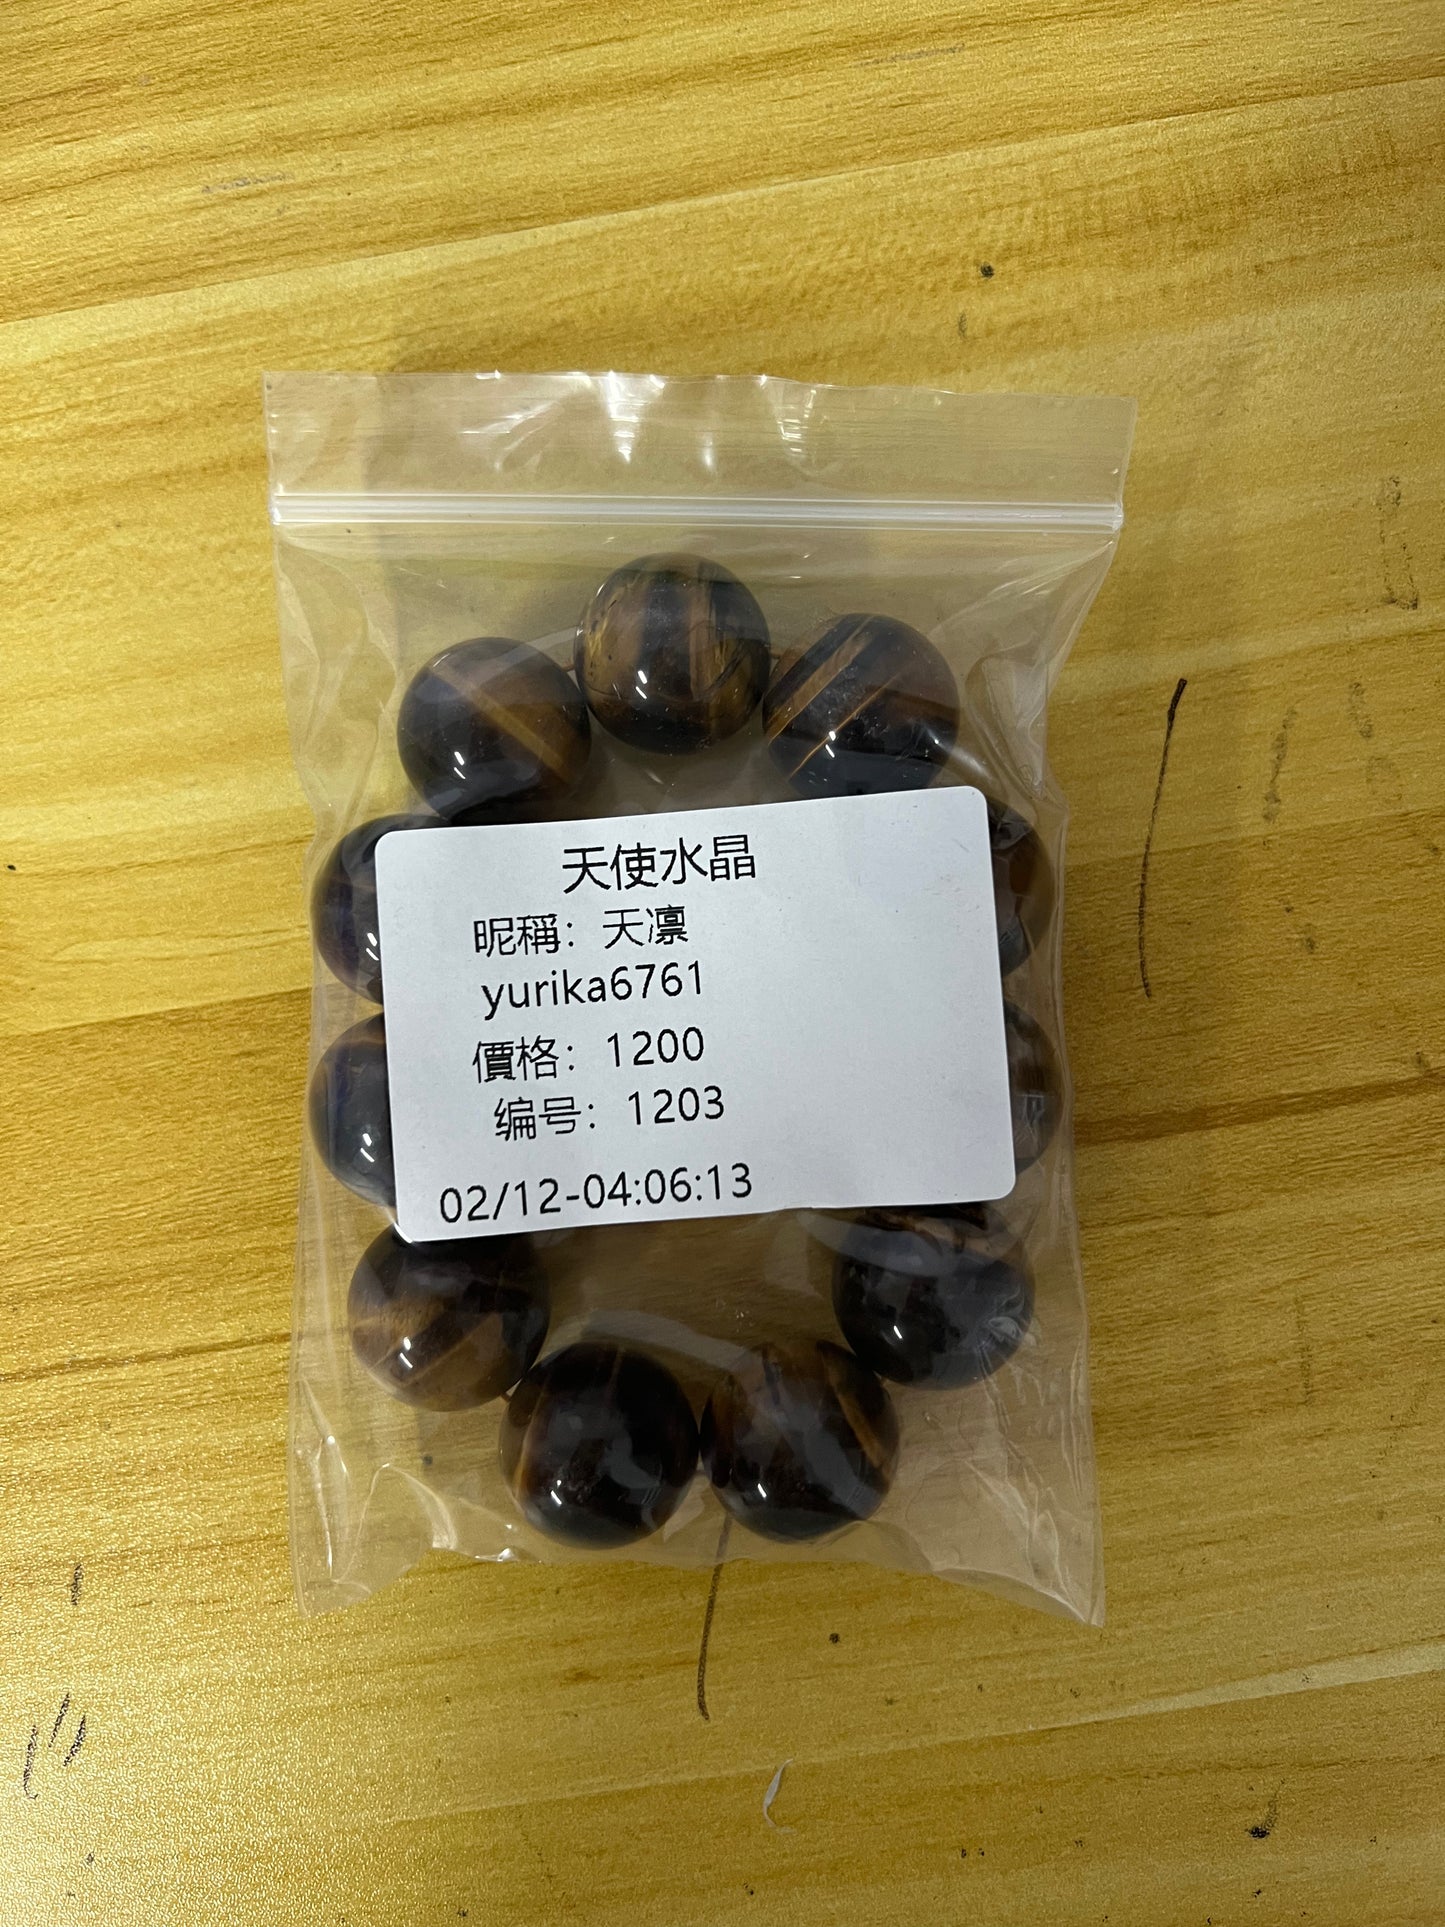 天使水晶
昵稱：天凛
yurika6761
價格：1200
编号：1203
02/12-04:06:13